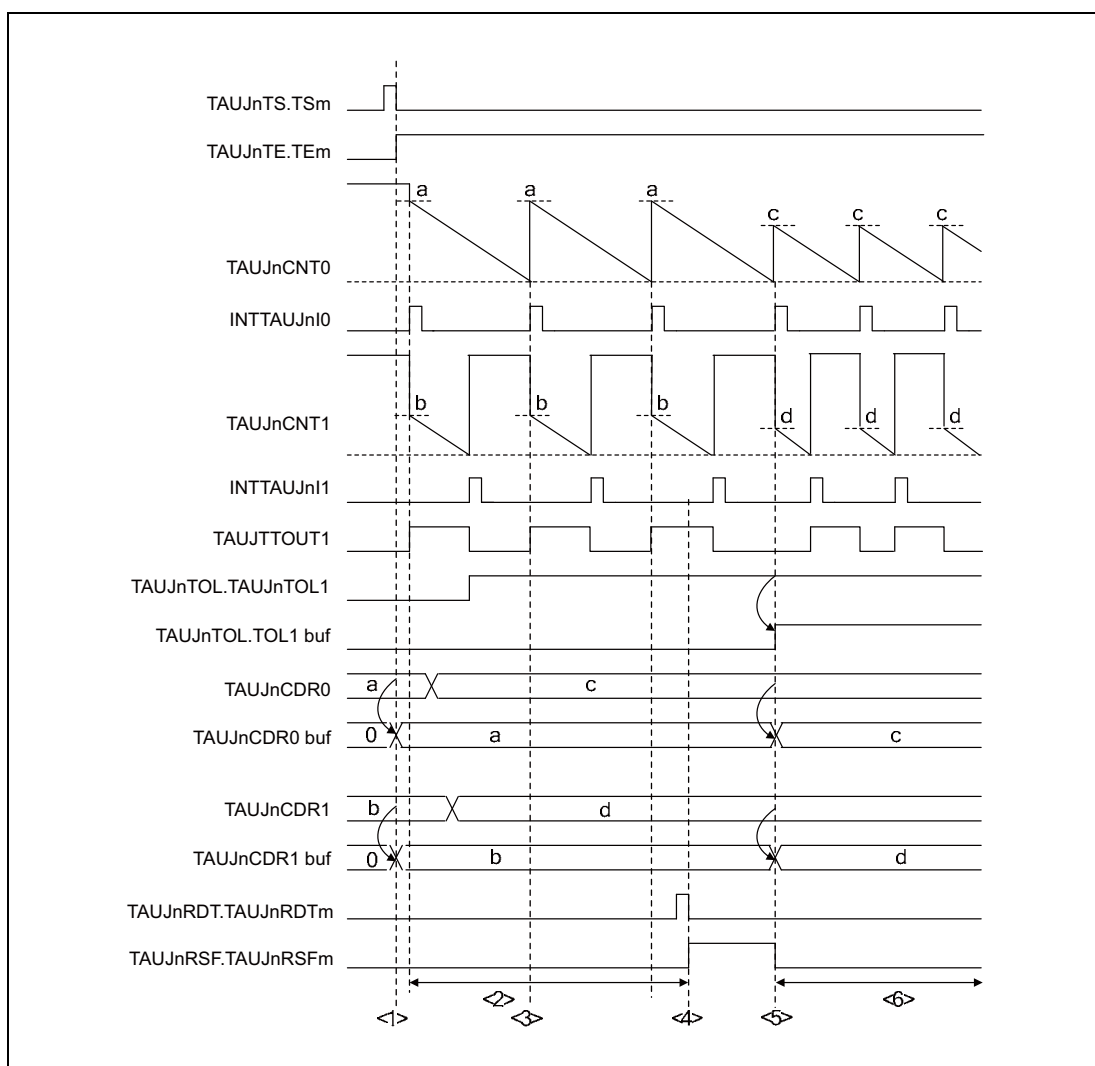 TAUJnTS.TSm
TAUJnTE.TEm
a a a
c c c
TAUJnCNT0
INTTAUJnI0
b b b
d d d
TAUJnCNT1
INTTAUJnI1
TAUJTTOUT1
TAUJnTOL.TAUJnTOL1
TAUJnTOL.TOL1 buf
TAUJnCDR0 a c
TAUJnCDR0 buf 0 a c
TAUJnCDR1 b d
TAUJnCDR1 buf 0 b d
TAUJnRDT.TAUJnRDTm
TAUJnRSF.TAUJnRSFm
<2> <6>
<1> <3> <4> <5>